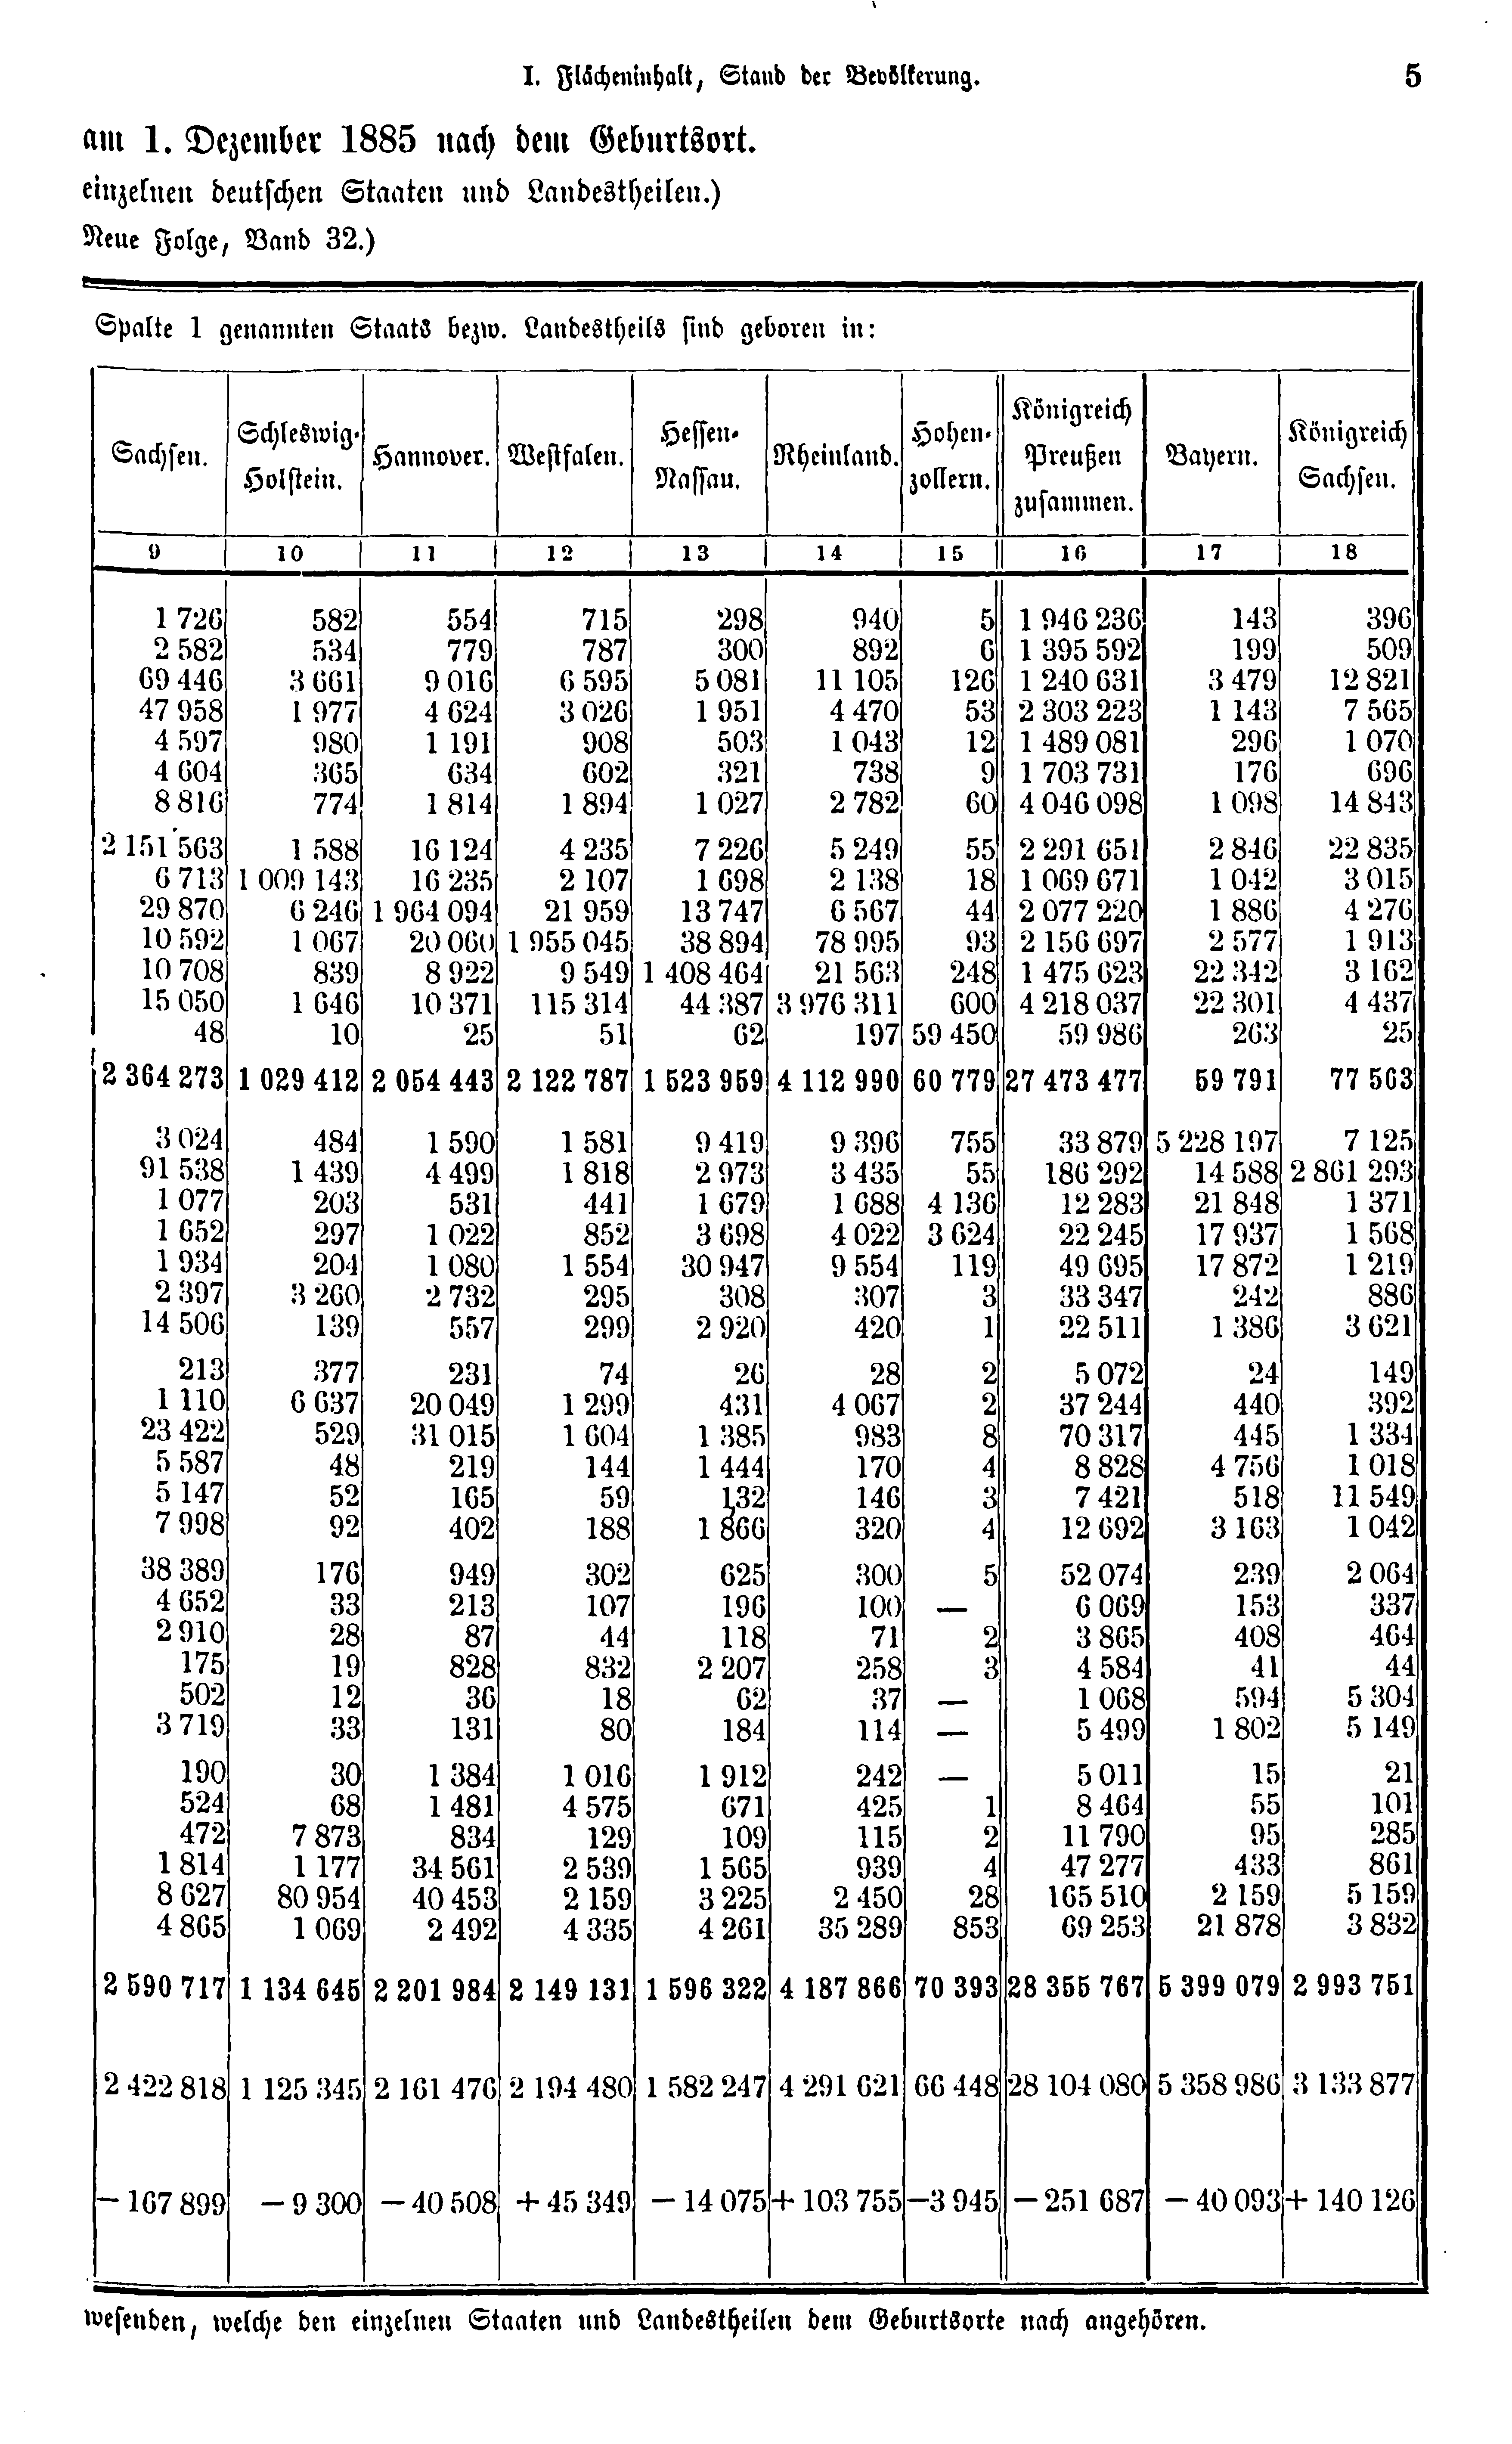 I. Flächeninhalt, Stand der Bevölkerung. 5
am 1. Dezember 1885 nach dem Geburtsort.
einzelnen deutschen Staaten und Landestheilen.)
Neue Folge, Band 32.)
Spalte 1 genannten Staats bezw. Landestheils sind geboren in:
Sachsen. Schleswig-Holstein. Hannover. Westfalen. Hessen-Nassau. Rheinland. Hohenzollern. Königreich Preußen zusammen. Bayern. Königreich Sachsen.
9 10 11 12 13 14 15 16 17 18
1 726 582 554 715 298 940 5 1 946 236 143 396
2 582 534 779 787 300 892 6 1 395 592 199 509
69 446 3 661 9 016 6 595 5 081 11 105 126 1 240 631 3 479 12 821
47 958 1 977 4 624 3 026 1 951 4 470 53 2 303 223 1 143 7 565
4 597 980 1 191 908 503 1 043 12 1 489 081 296 1 070
4 604 365 634 602 321 738 9 1 703 731 176 696
8 816 774 1 814 1 894 1 027 2 782 60 4 046 098 1 098 14 843
2 151 563 1 588 16 124 4 235 7 226 5 249 55 2 291 651 2 846 22 835
6 713 1 009 143 16 235 2 107 1 698 2 138 18 1 069 671 1 042 3 015
29 870 6 246 1 964 094 21 959 13 747 6 567 44 2 077 220 1 886 4 276
10 592 1 067 20 060 1 955 045 38 894 78 995 93 2 156 697 2 577 1 913
10 708 839 8 922 9 549 1 408 464 21 563 248 1 475 623 22 342 3 162
15 050 1 646 10 371 115 314 44 387 3 976 311 600 4 218 037 22 301 4 437
48 10 25 51 62 197 59 450 59 986 263 25
2 364 273 1 029 412 2 054 443 2 122 787 1 523 959 4 112 990 60 779 27 473 477 59 791 77 563
3 024 484 1 590 1 581 9 419 9 396 755 33 879 5 228 197 7 125
91 538 1 439 4 499 1 818 2 973 3 435 55 186 292 14 588 2 861 293
1 077 203 531 441 1 679 1 688 4 136 12 283 21 848 1 371
1 652 297 1 022 852 3 698 4 022 3 624 22 245 17 937 1 568
1 934 204 1 080 1 554 30 947 9 554 119 49 695 17 872 1 219
2 397 3 260 2 732 295 308 307 3 33 347 242 886
14 506 139 557 299 2 920 420 1 22 511 1 386 3 621
213 377 231 74 26 28 2 5 072 24 149
1 110 6 637 20 049 1 299 431 4 067 2 37 244 440 392
23 422 529 31 015 1 604 1 385 983 8 70 317 445 1 334
5 587 48 219 144 1 444 170 4 8 828 4 756 1 018
5 147 52 165 59 132 146 3 7 421 518 11 549
7 998 92 402 188 1 866 320 4 12 692 3 163 1 042
38 389 176 949 302 625 300 5 52 074 239 2 064
4 652 33 213 107 196 100 — 6 069 153 337
2 910 28 87 44 118 71 2 3 865 408 464
175 19 828 832 2 207 258 3 4 584 41 44
502 12 36 18 62 37 — 1 068 594 5 304
3 719 33 131 80 184 114 — 5 499 1 802 5 149
190 30 1 384 1 016 1 912 242 — 5 011 15 21
524 68 1 481 4 575 671 425 1 8 464 55 101
472 7 873 834 129 109 115 2 11 790 95 285
1 814 1 177 34 561 2 539 1 565 939 4 47 277 433 861
8 627 80 954 40 453 2 159 3 225 2 450 28 165 510 2 159 5 159
4 865 1 069 2 492 4 335 4 261 35 289 853 69 253 21 878 3 832
2 590 717 1 134 645 2 201 984 2 149 131 1 596 322 4 187 866 70 393 28 355 767 5 399 079 2 993 751
2 422 818 1 125 345 2 161 476 2 194 480 1 582 247 4 291 621 66 448 28 104 080 5 358 986 3 133 877
— 167 899 — 9 300 — 40 508 + 45 349 — 14 075 + 103 755 — 3 945 — 251 687 — 40 093 + 140 126
wesenden, welche den einzelnen Staaten und Landestheilen dem Geburtsorte nach angehören.